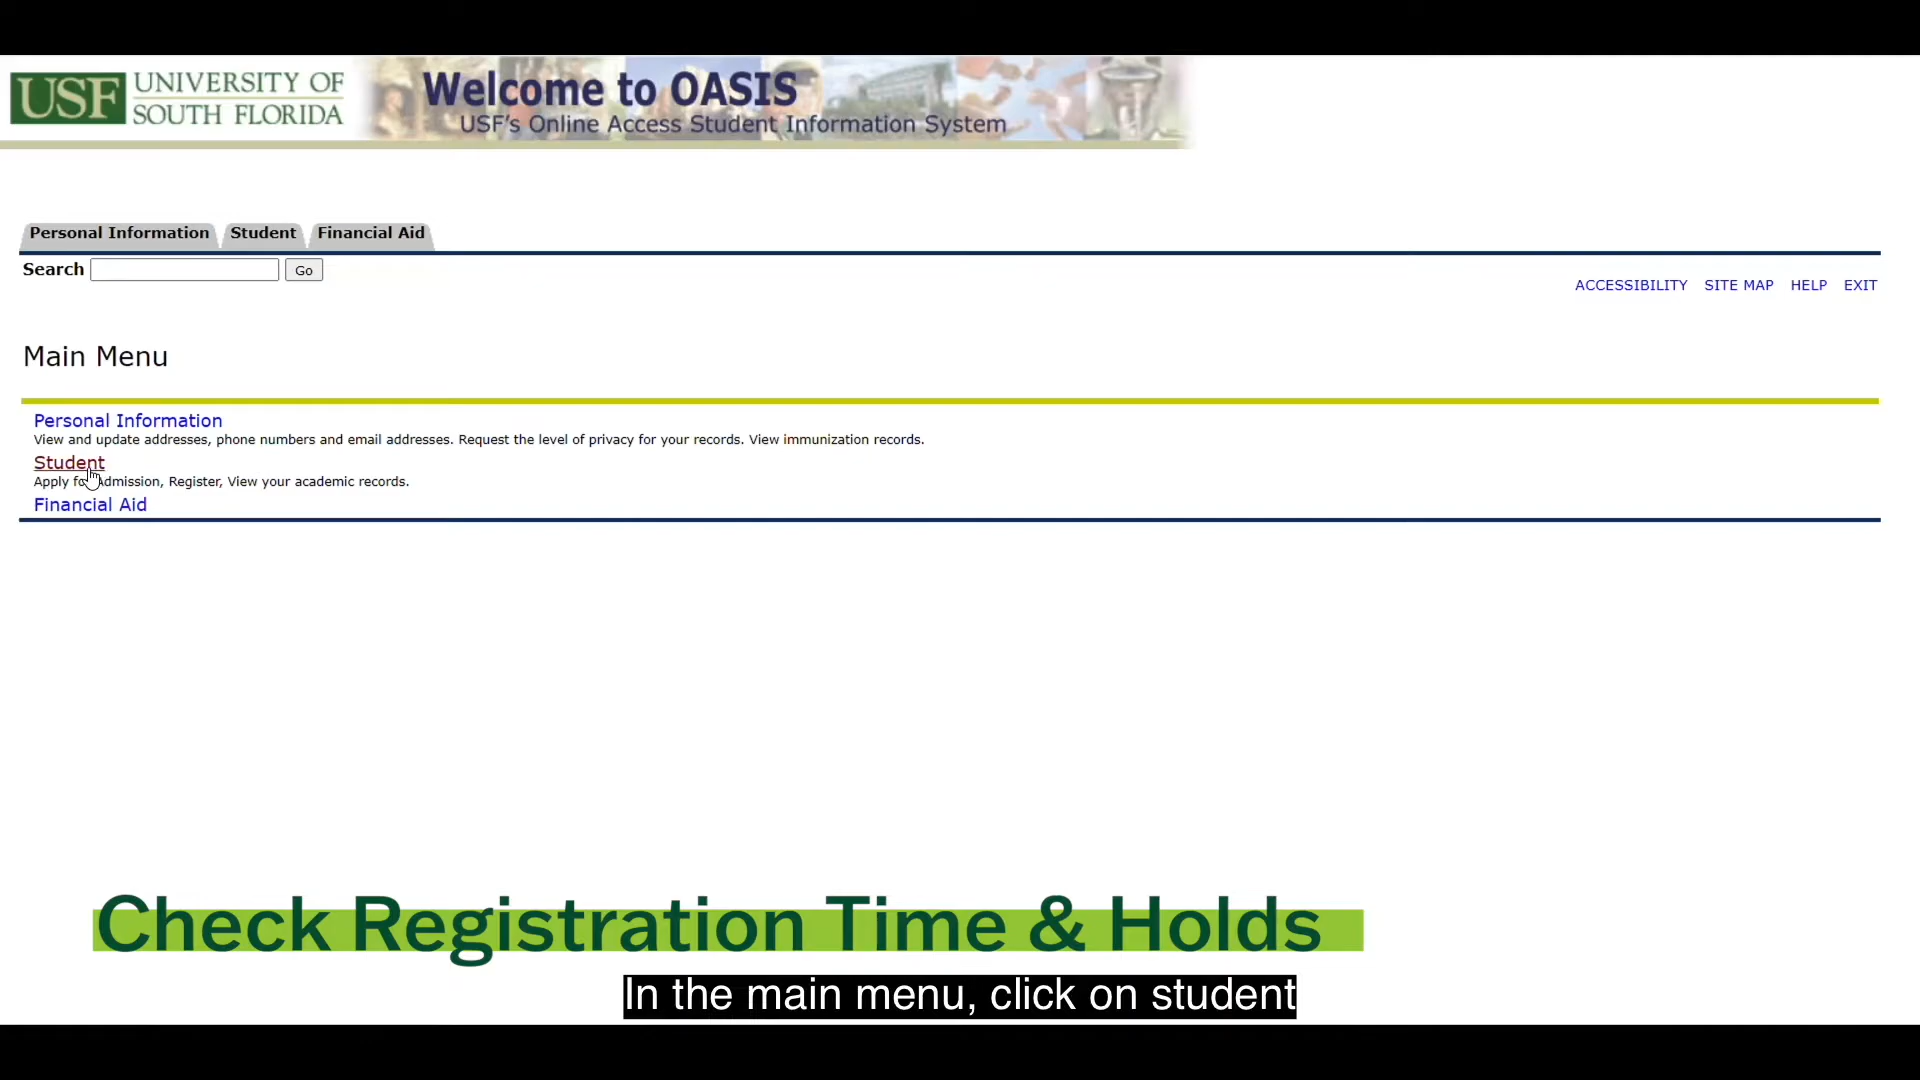 USF UNIVERSITY OF
SOUTH FLORIDA
Welcome to OASIS
USF's Online Access Student Information System
Personal Information Student Financial Aid
Search Go
ACCESSIBILITY SITE MAP HELP EXIT
Main Menu
Personal Information
View and update addresses, phone numbers and email addresses. Request the level of privacy for your records. View immunization records.
Student
Apply for Admission, Register, View your academic records.
Financial Aid
Check Registration Time & Holds
In the main menu, click on student